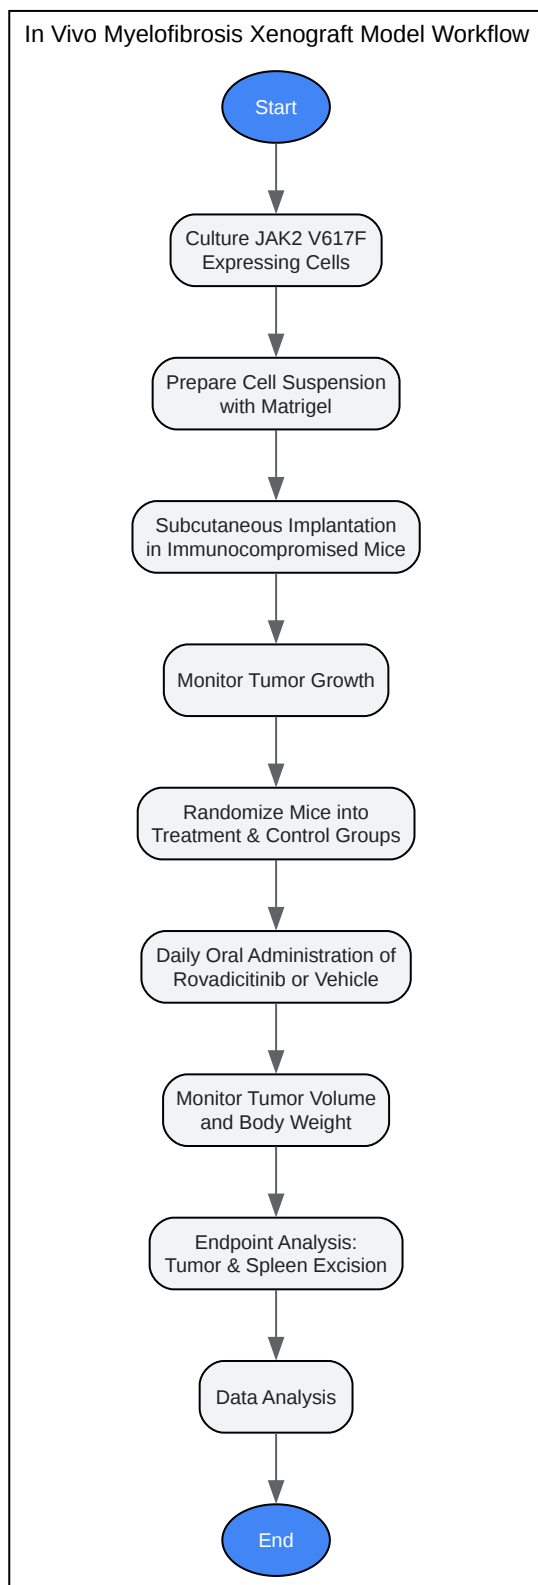 In Vivo Myelofibrosis Xenograft Model Workflow
Start
Culture JAK2 V617F
Expressing Cells
Prepare Cell Suspension
with Matrigel
Subcutaneous Implantation
in Immunocompromised Mice
Monitor Tumor Growth
Randomize Mice into
Treatment & Control Groups
Daily Oral Administration of
Rovadicitinib or Vehicle
Monitor Tumor Volume
and Body Weight
Endpoint Analysis:
Tumor & Spleen Excision
Data Analysis
End